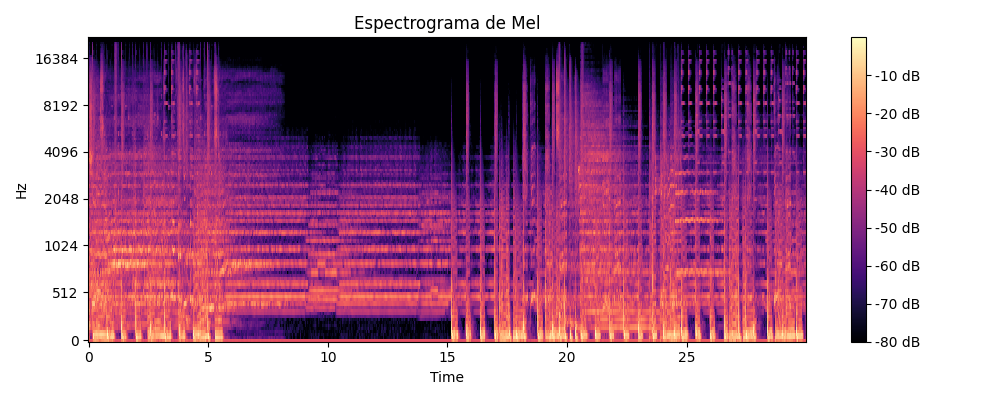 Espectrograma de Mel
16384
8192
4096
2048
1024
512
0
Hz
0 5 10 15 20 25
Time
-10 dB
-20 dB
-30 dB
-40 dB
-50 dB
-60 dB
-70 dB
-80 dB